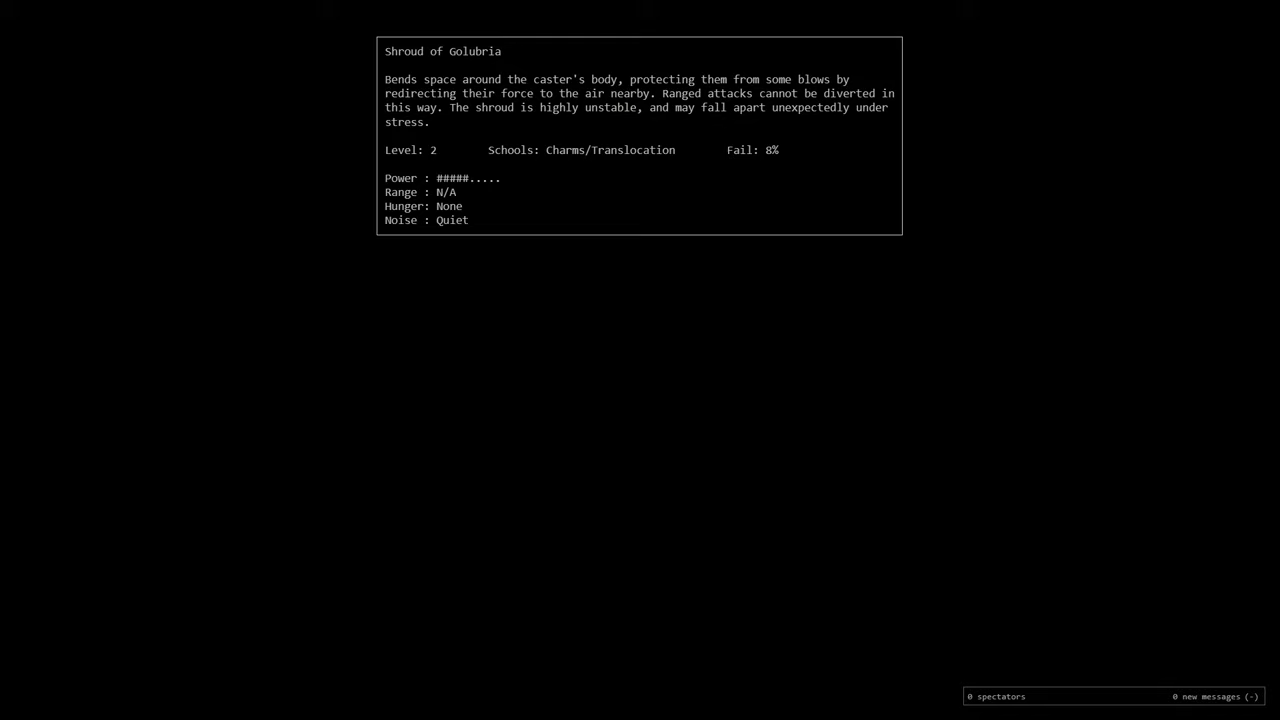 Shroud of Golubria
Bends space around the caster's body, protecting them from some blows by
redirecting their force to the air nearby. Ranged attacks cannot be diverted in
this way. The shroud is highly unstable, and may fall apart unexpectedly under
stress.
Level: 2 Schools: Charms/Translocation Fail: 8%
Power : #####.....
Range : N/A
Hunger: None
Noise : Quiet
0 spectators 0 new messages (-)